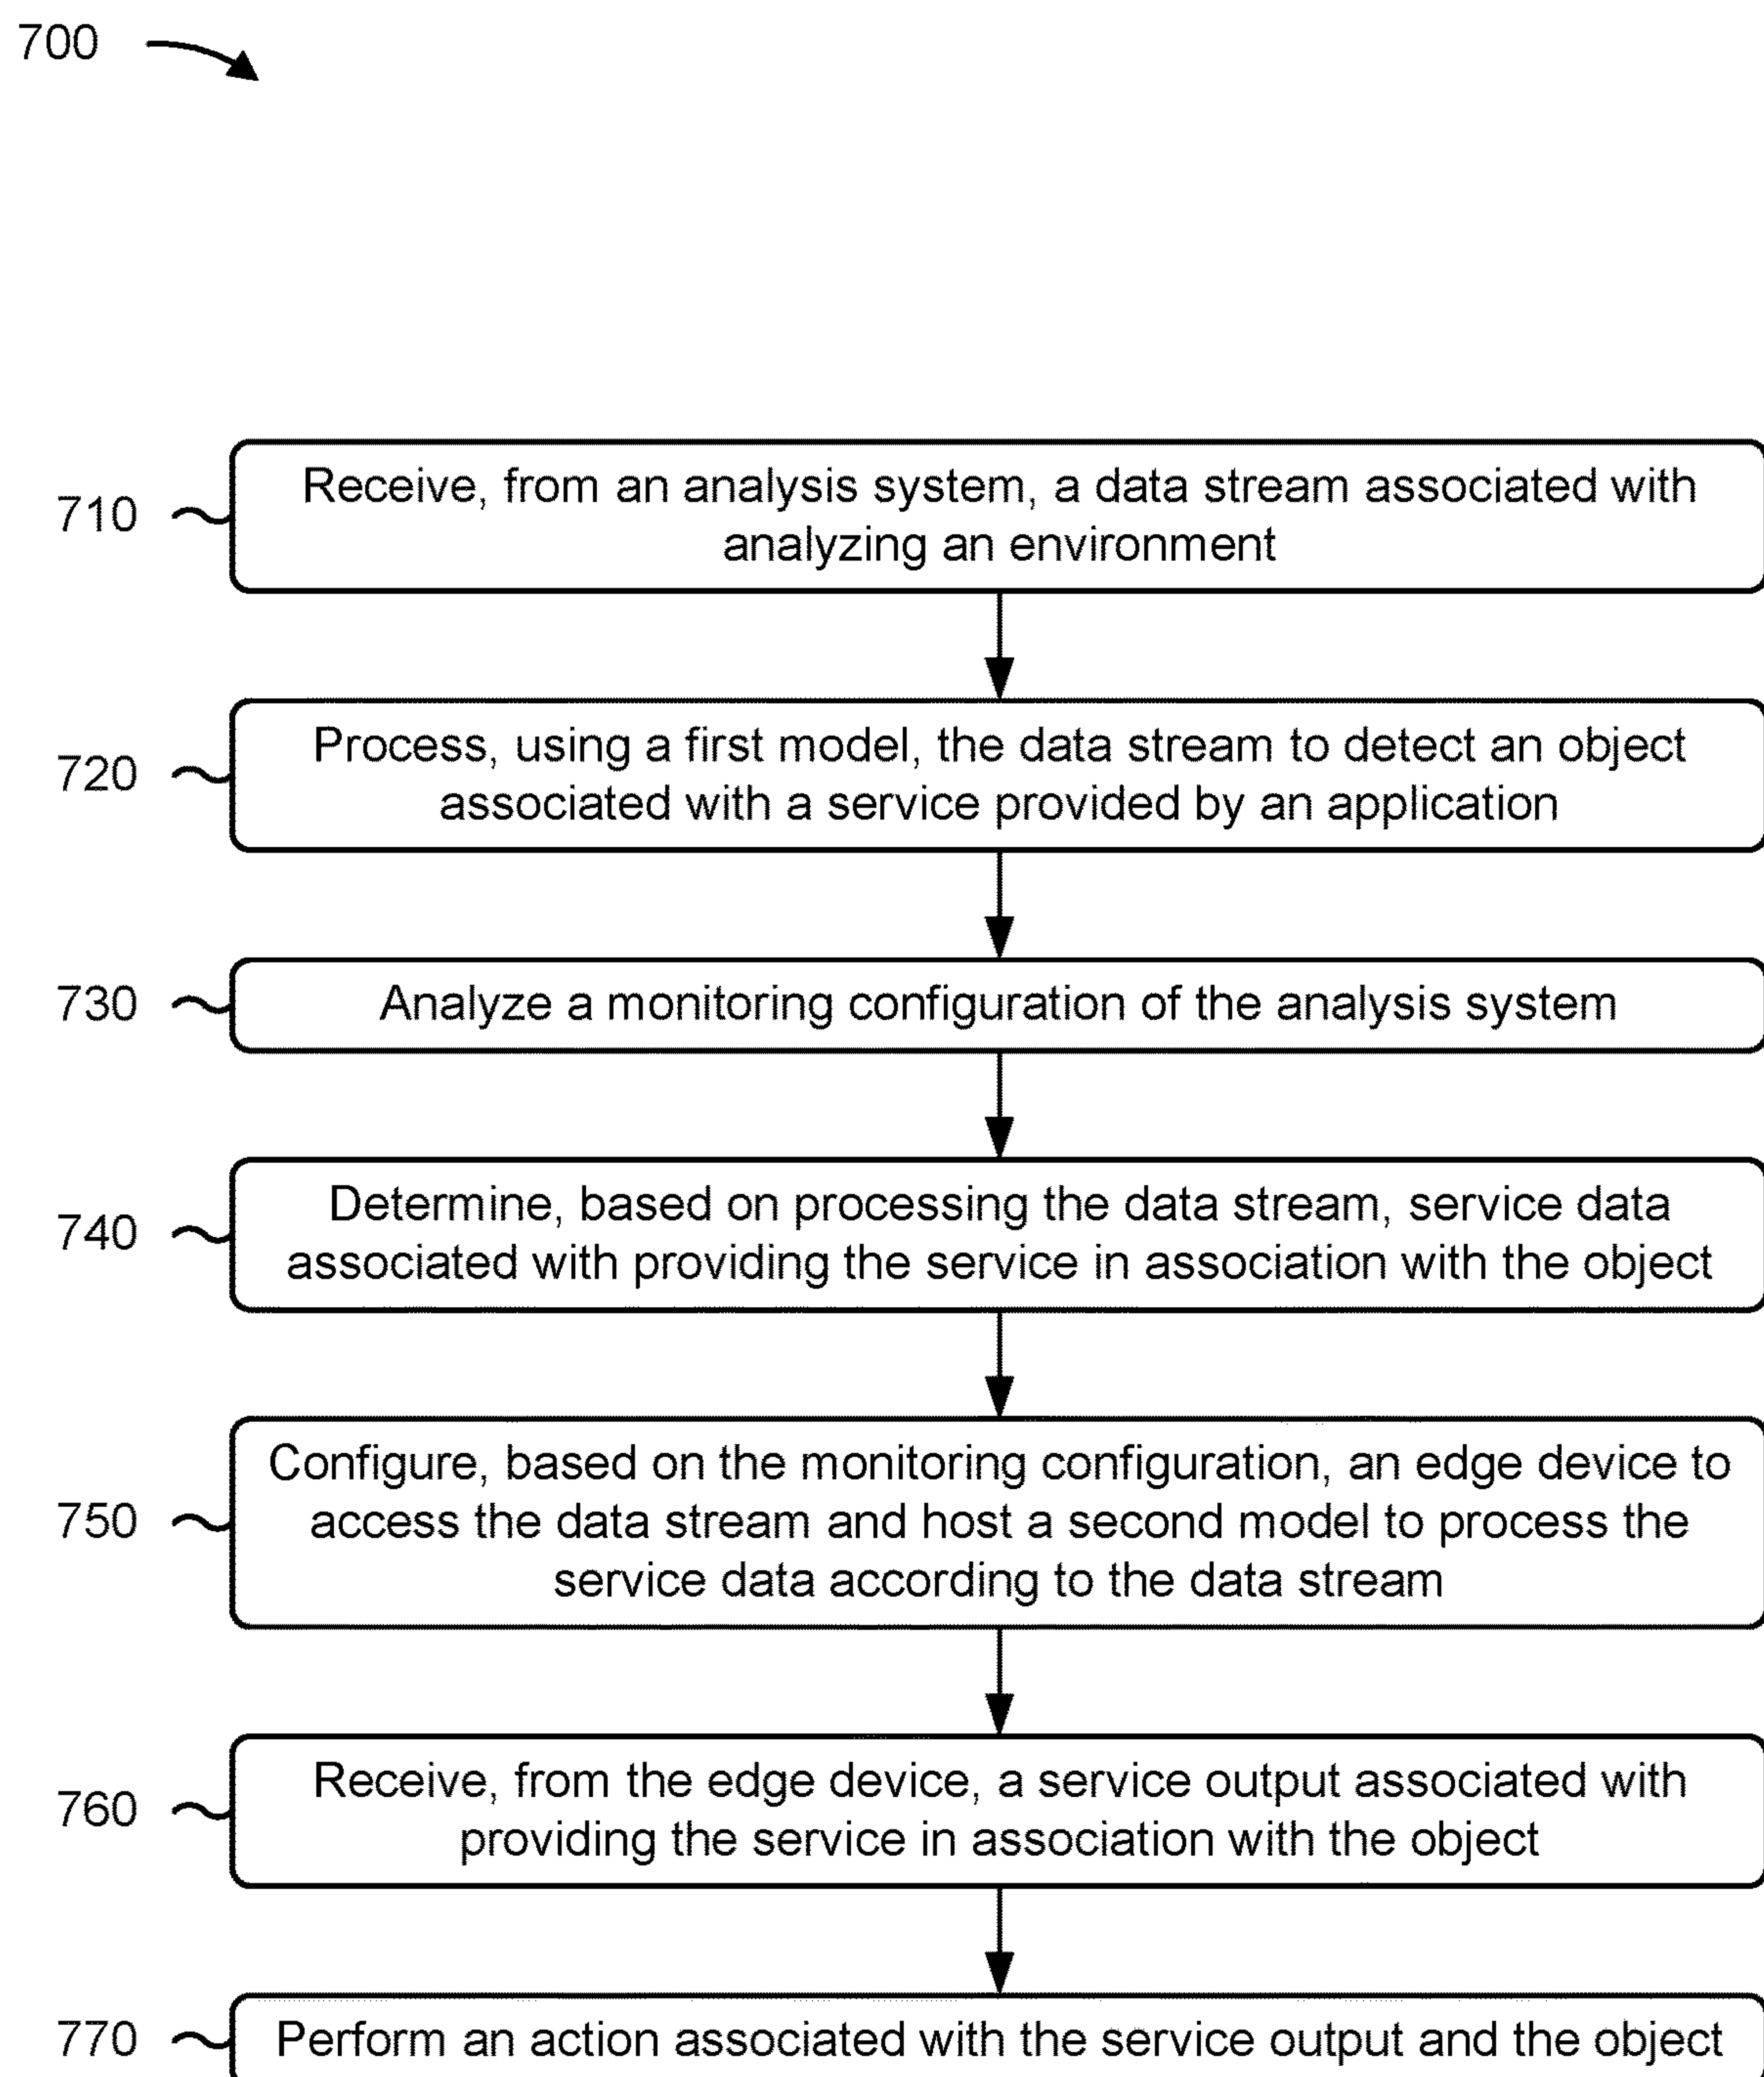 700
710
Receive, from an analysis system, a data stream associated with
analyzing an environment
720
Process, using a first model, the data stream to detect an object
associated with a service provided by an application
730
Analyze a monitoring configuration of the analysis system
740
Determine, based on processing the data stream, service data
associated with providing the service in association with the object
750
Configure, based on the monitoring configuration, an edge device to
access the data stream and host a second model to process the
service data according to the data stream
760
Receive, from the edge device, a service output associated with
providing the service in association with the object
770
Perform an action associated with the service output and the object